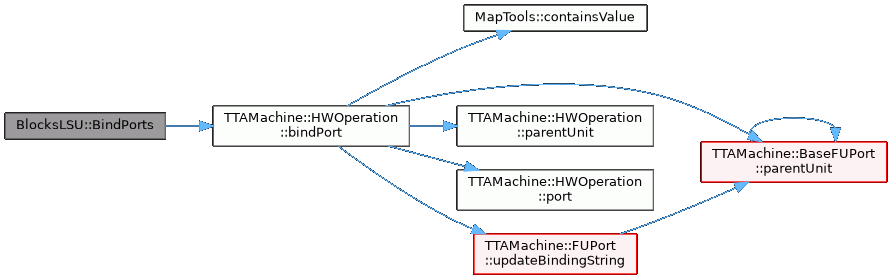 BlocksLSU::BindPorts
TTAMachine::HWOperation
::bindPort
MapTools::containsValue
TTAMachine::HWOperation
::parentUnit
TTAMachine::HWOperation
::port
TTAMachine::FUPort
::updateBindingString
TTAMachine::BaseFUPort
::parentUnit